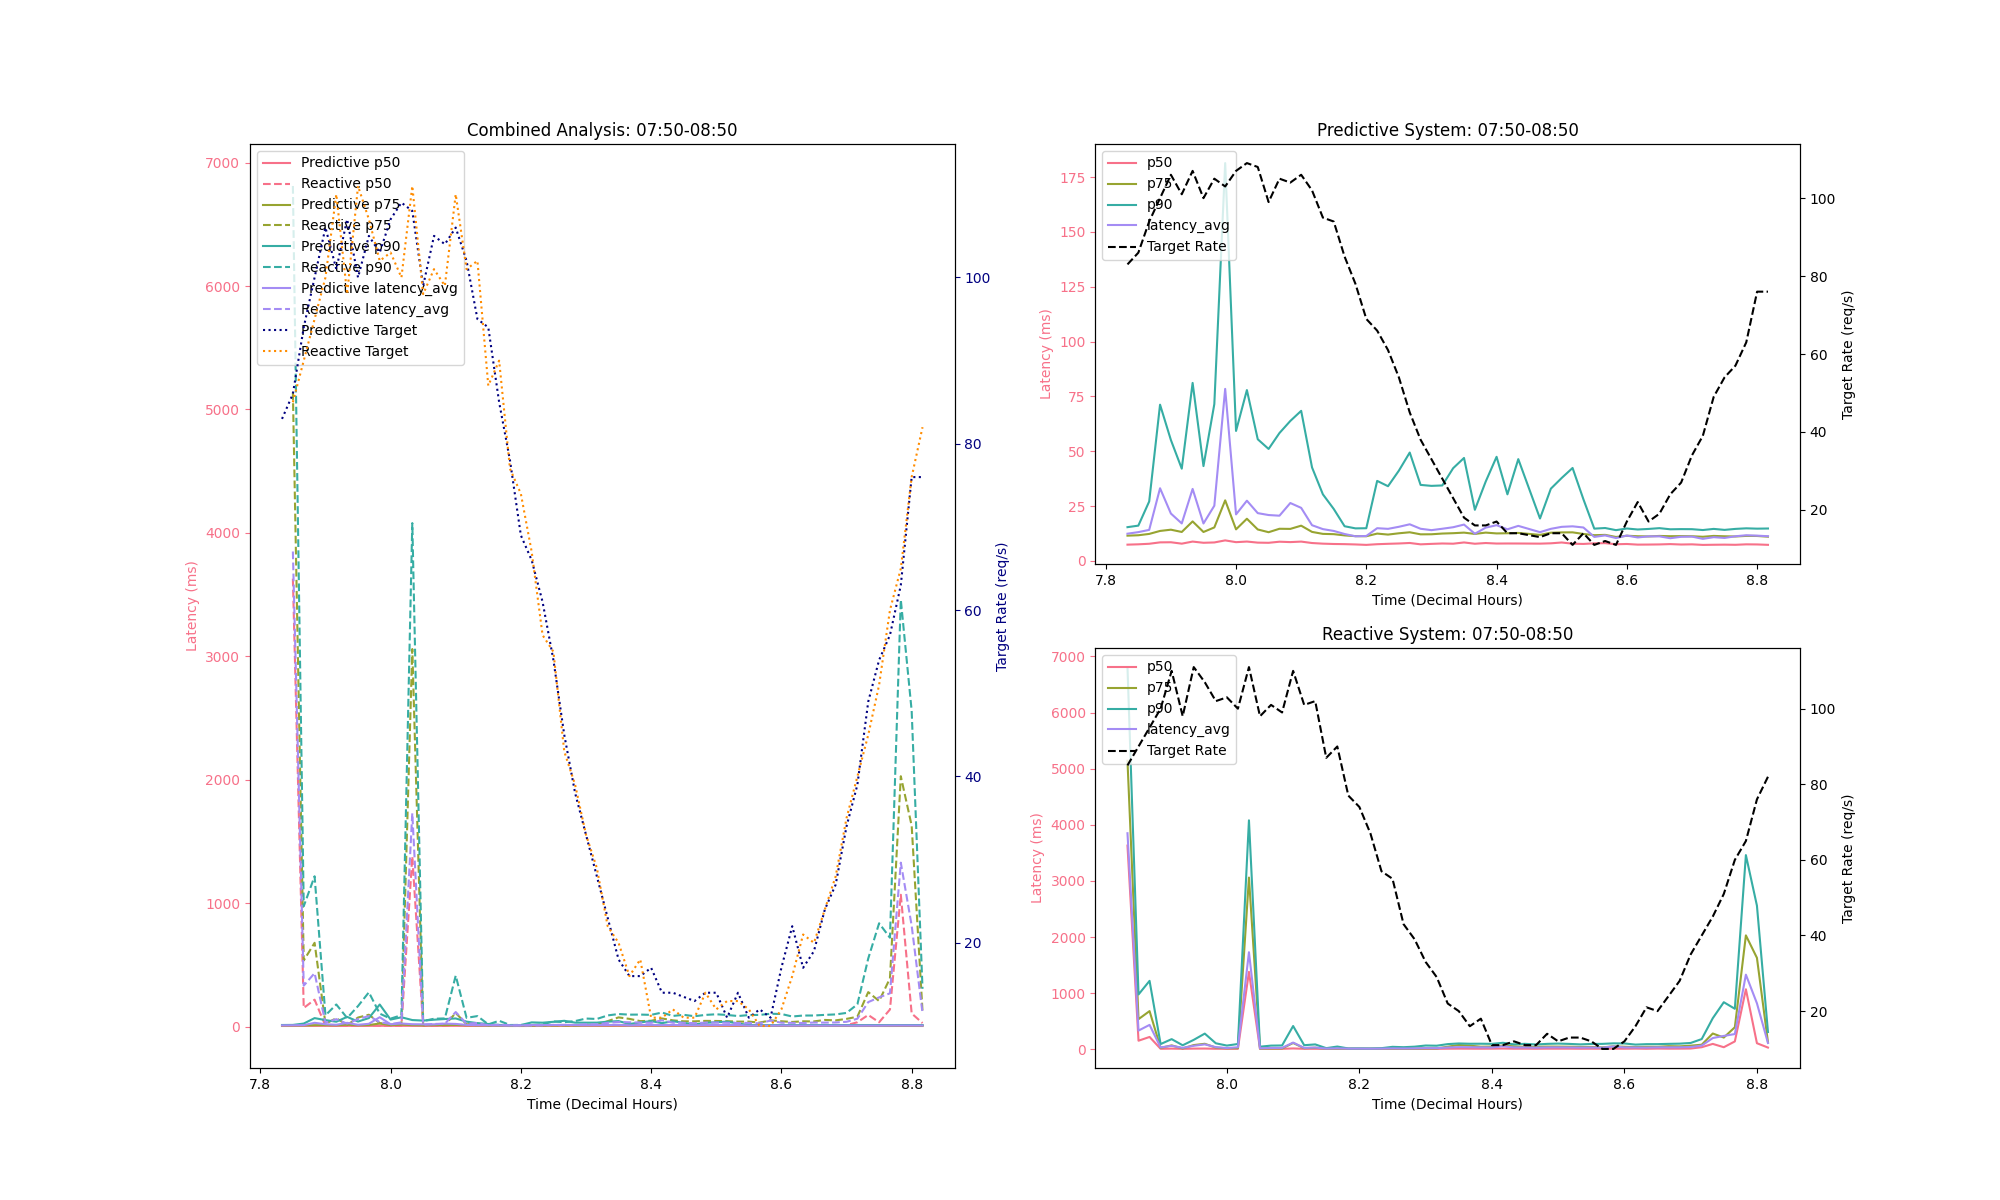 Combined Analysis: 07:50-08:50
7000
6000
5000
4000
3000
2000
1000
0
Latency (ms)
Predictive p50
Reactive p50
Predictive p75
Reactive p75
Predictive p90
Reactive p90
Predictive latency_avg
Reactive latency_avg
Predictive Target
Reactive Target
100
80
60
40
20
Target Rate (req/s)
7.8 8.0 8.2 8.4 8.6 8.8
Time (Decimal Hours)
Predictive System: 07:50-08:50
175
150
125
100
75
50
25
0
Latency (ms)
p50
p75
p90
latency_avg
Target Rate
100
80
60
40
20
Target Rate (req/s)
7.8 8.0 8.2 8.4 8.6 8.8
Time (Decimal Hours)
Reactive System: 07:50-08:50
7000
6000
5000
4000
3000
2000
1000
0
Latency (ms)
p50
p75
p90
latency_avg
Target Rate
100
80
60
40
20
Target Rate (req/s)
8.0 8.2 8.4 8.6 8.8
Time (Decimal Hours)